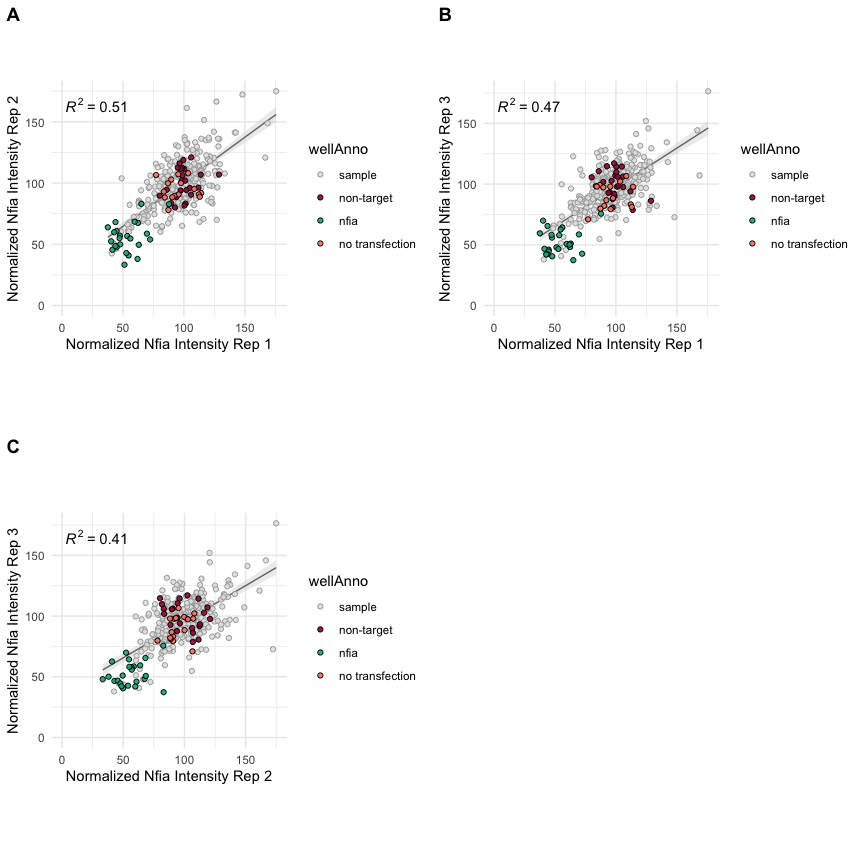 A
R² = 0.51
Normalized Nfia Intensity Rep 2
150
100
50
0
0 50 100 150
Normalized Nfia Intensity Rep 1
wellAnno
sample
non-target
nfia
no transfection
B
R² = 0.47
Normalized Nfia Intensity Rep 3
150
100
50
0
0 50 100 150
Normalized Nfia Intensity Rep 1
wellAnno
sample
non-target
nfia
no transfection
C
R² = 0.41
Normalized Nfia Intensity Rep 3
150
100
50
0
0 50 100 150
Normalized Nfia Intensity Rep 2
wellAnno
sample
non-target
nfia
no transfection